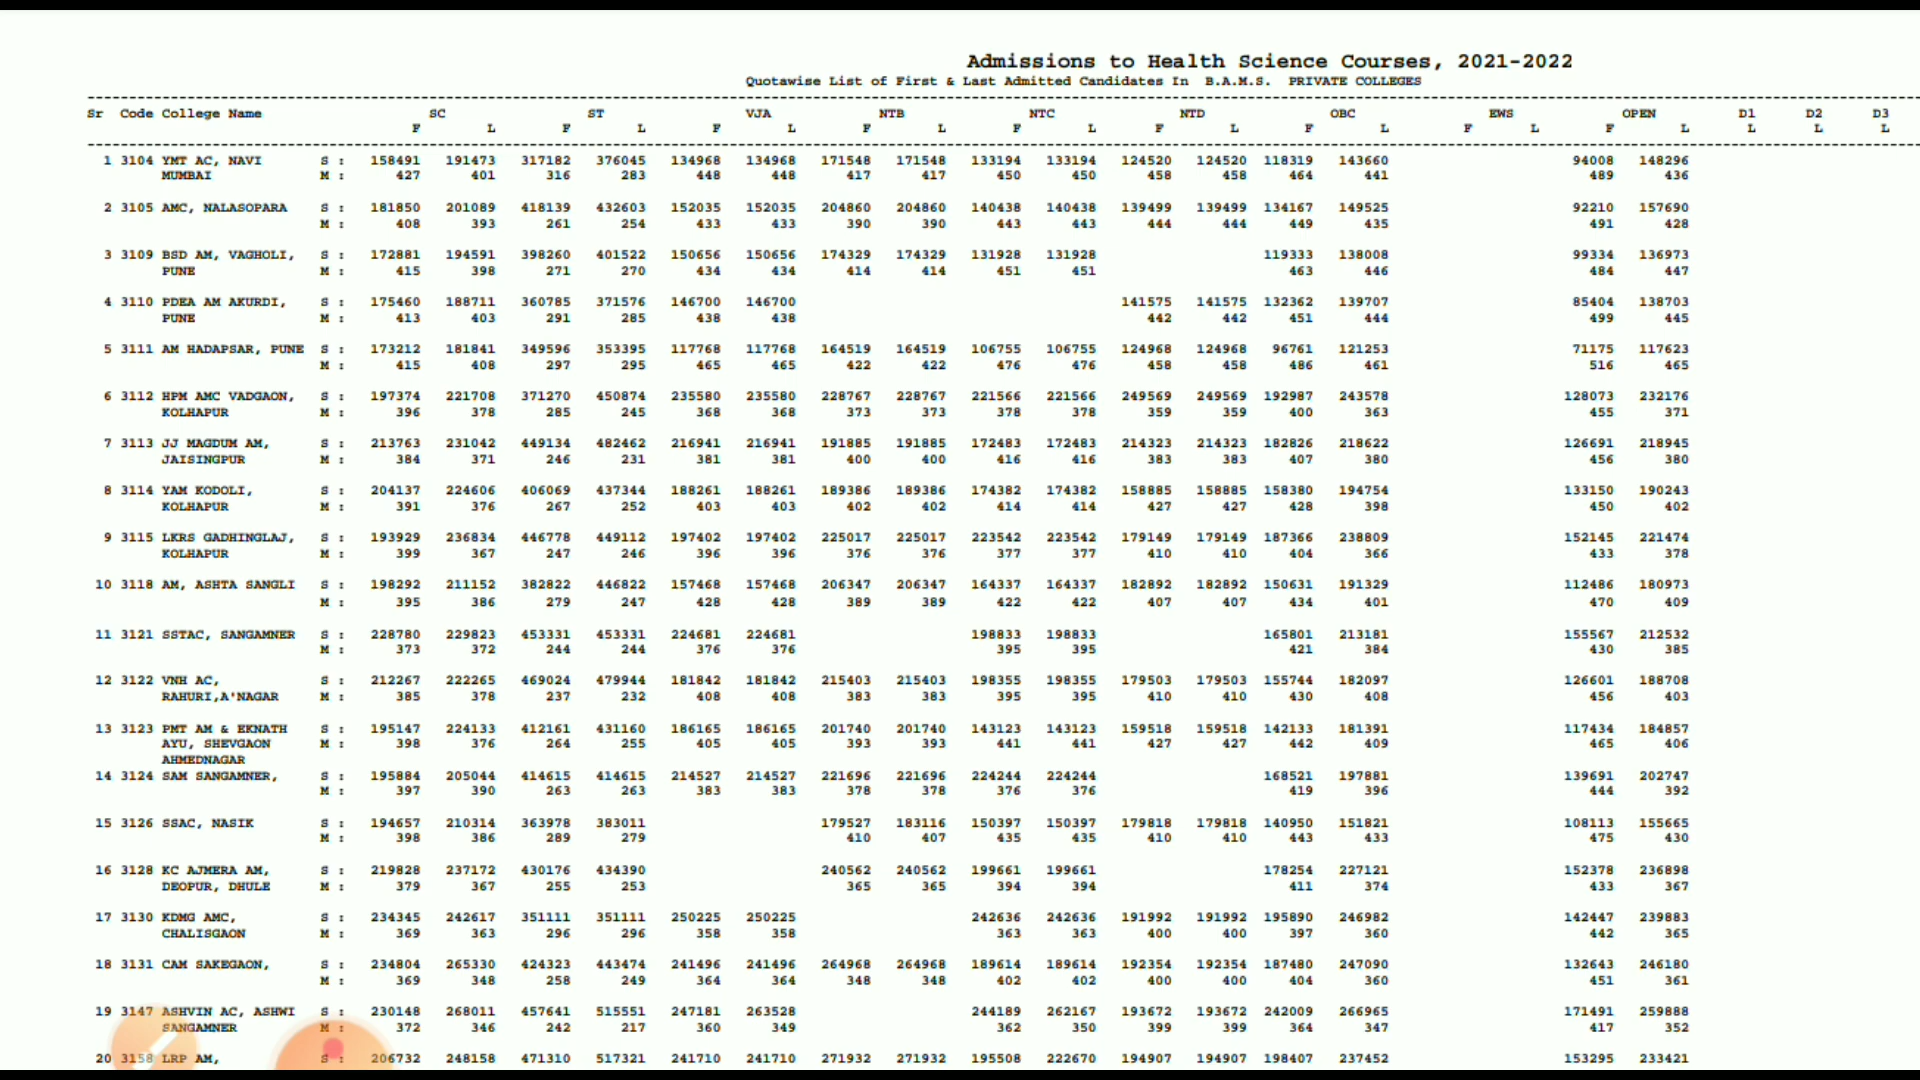 Admissions to Health Science Courses, 2021-2022
Quotawise List of First & Last Admitted Candidates In B.A.M.S. PRIVATE COLLEGES
Sr Code College Name SC ST VJA NTB NTC NTD OBC EWS OPEN D1 D2 D3
F L F L F L F L F L F L F L F L F L L L L
1 3104 YMT AC, NAVI S : 158491 191473 317182 376045 134968 134968 171548 171548 133194 133194 124520 124520 118319 143660 94008 148296
MUMBAI M : 427 401 316 283 448 448 417 417 450 450 458 458 464 441 489 436
2 3105 AMC, NALASOPARA S : 181850 201089 418139 432603 152035 152035 204860 204860 140438 140438 139499 139499 134167 149525 92210 157690
M : 408 393 261 254 433 433 390 390 443 443 444 444 449 435 491 428
3 3109 BSD AM, VAGHOLI, S : 172881 194591 398260 401522 150656 150656 174329 174329 131928 131928 119333 138008 99334 136973
PUNE M : 415 398 271 270 434 434 414 414 451 451 463 446 484 447
4 3110 PDEA AM AKURDI, S : 175460 188711 360785 371576 146700 146700 141575 141575 132362 139707 85404 138703
PUNE M : 413 403 291 285 438 438 442 442 451 444 499 445
5 3111 AM HADAPSAR, PUNE S : 173212 181841 349596 353395 117768 117768 164519 164519 106755 106755 124968 124968 96761 121253 71175 117623
M : 415 408 297 295 465 465 422 422 476 476 458 458 486 461 516 465
6 3112 HPM AMC VADGAON, S : 197374 221708 371270 450874 235580 235580 228767 228767 221566 221566 249569 249569 192987 243578 128073 232176
KOLHAPUR M : 396 378 285 245 368 368 373 373 378 378 359 359 400 363 455 371
7 3113 JJ MAGDUM AM, S : 213763 231042 449134 482462 216941 216941 191885 191885 172483 172483 214323 214323 182826 218622 126691 218945
JAISINGPUR M : 384 371 246 231 381 381 400 400 416 416 383 383 407 380 456 380
8 3114 YAM KODOLI, S : 204137 224606 406069 437344 188261 188261 189386 189386 174382 174382 158885 158885 158380 194754 133150 190243
KOLHAPUR M : 391 376 267 252 403 403 402 402 414 414 427 427 428 398 450 402
9 3115 LKRS GADHINGLAJ, S : 193929 236834 446778 449112 197402 197402 225017 225017 223542 223542 179149 179149 187366 238809 152145 221474
KOLHAPUR M : 399 367 247 246 396 396 376 376 377 377 410 410 404 366 433 378
10 3118 AM, ASHTA SANGLI S : 198292 211152 382822 446822 157468 157468 206347 206347 164337 164337 182892 182892 150631 191329 112486 180973
M : 395 386 279 247 428 428 389 389 422 422 407 407 434 401 470 409
11 3121 SSTAC, SANGAMNER S : 228780 229823 453331 453331 224681 224681 198833 198833 165801 213181 155567 212532
M : 373 372 244 244 376 376 395 395 421 384 430 385
12 3122 VNH AC, S : 212267 222265 469024 479944 181842 181842 215403 215403 198355 198355 179503 179503 155744 182097 126601 188708
RAHURI,A'NAGAR M : 385 378 237 232 408 408 383 383 395 395 410 410 430 408 456 403
13 3123 PMT AM & EKNATH S : 195147 224133 412161 431160 186165 186165 201740 201740 143123 143123 159518 159518 142133 181391 117434 184857
AYU, SHEVGAON M : 398 376 264 255 405 405 393 393 441 441 427 427 442 409 465 406
AHMEDNAGAR
14 3124 SAM SANGAMNER, S : 195884 205044 414615 414615 214527 214527 221696 221696 224244 224244 168521 197881 139691 202747
M : 397 390 263 263 383 383 378 378 376 376 419 396 444 392
15 3126 SSAC, NASIK S : 194657 210314 363978 383011 179527 183116 150397 150397 179818 179818 140950 151821 108113 155665
M : 398 386 289 279 410 407 435 435 410 410 443 433 475 430
16 3128 KC AJMERA AM, S : 219828 237172 430176 434390 240562 240562 199661 199661 178254 227121 152378 236898
DEOPUR, DHULE M : 379 367 255 253 365 365 394 394 411 374 433 367
17 3130 KDMG AMC, S : 234345 242617 351111 351111 250225 250225 242636 242636 191992 191992 195890 246982 142447 239883
CHALISGAON M : 369 363 296 296 358 358 363 363 400 400 397 360 442 365
18 3131 CAM SAKEGAON, S : 234804 265330 424323 443474 241496 241496 264968 264968 189614 189614 192354 192354 187480 247090 132643 246180
M : 369 348 258 249 364 364 348 348 402 402 400 400 404 360 451 361
19 3147 ASHVIN AC, ASHWI S : 230148 268011 457641 515551 247181 263528 244189 262167 193672 193672 242009 266965 171491 259888
SANGAMNER M : 372 346 242 217 360 349 362 350 399 399 364 347 417 352
20 3158 LRP AM, S : 206732 248158 471310 517321 241710 241710 271932 271932 195508 222670 194907 194907 198407 237452 153295 233421